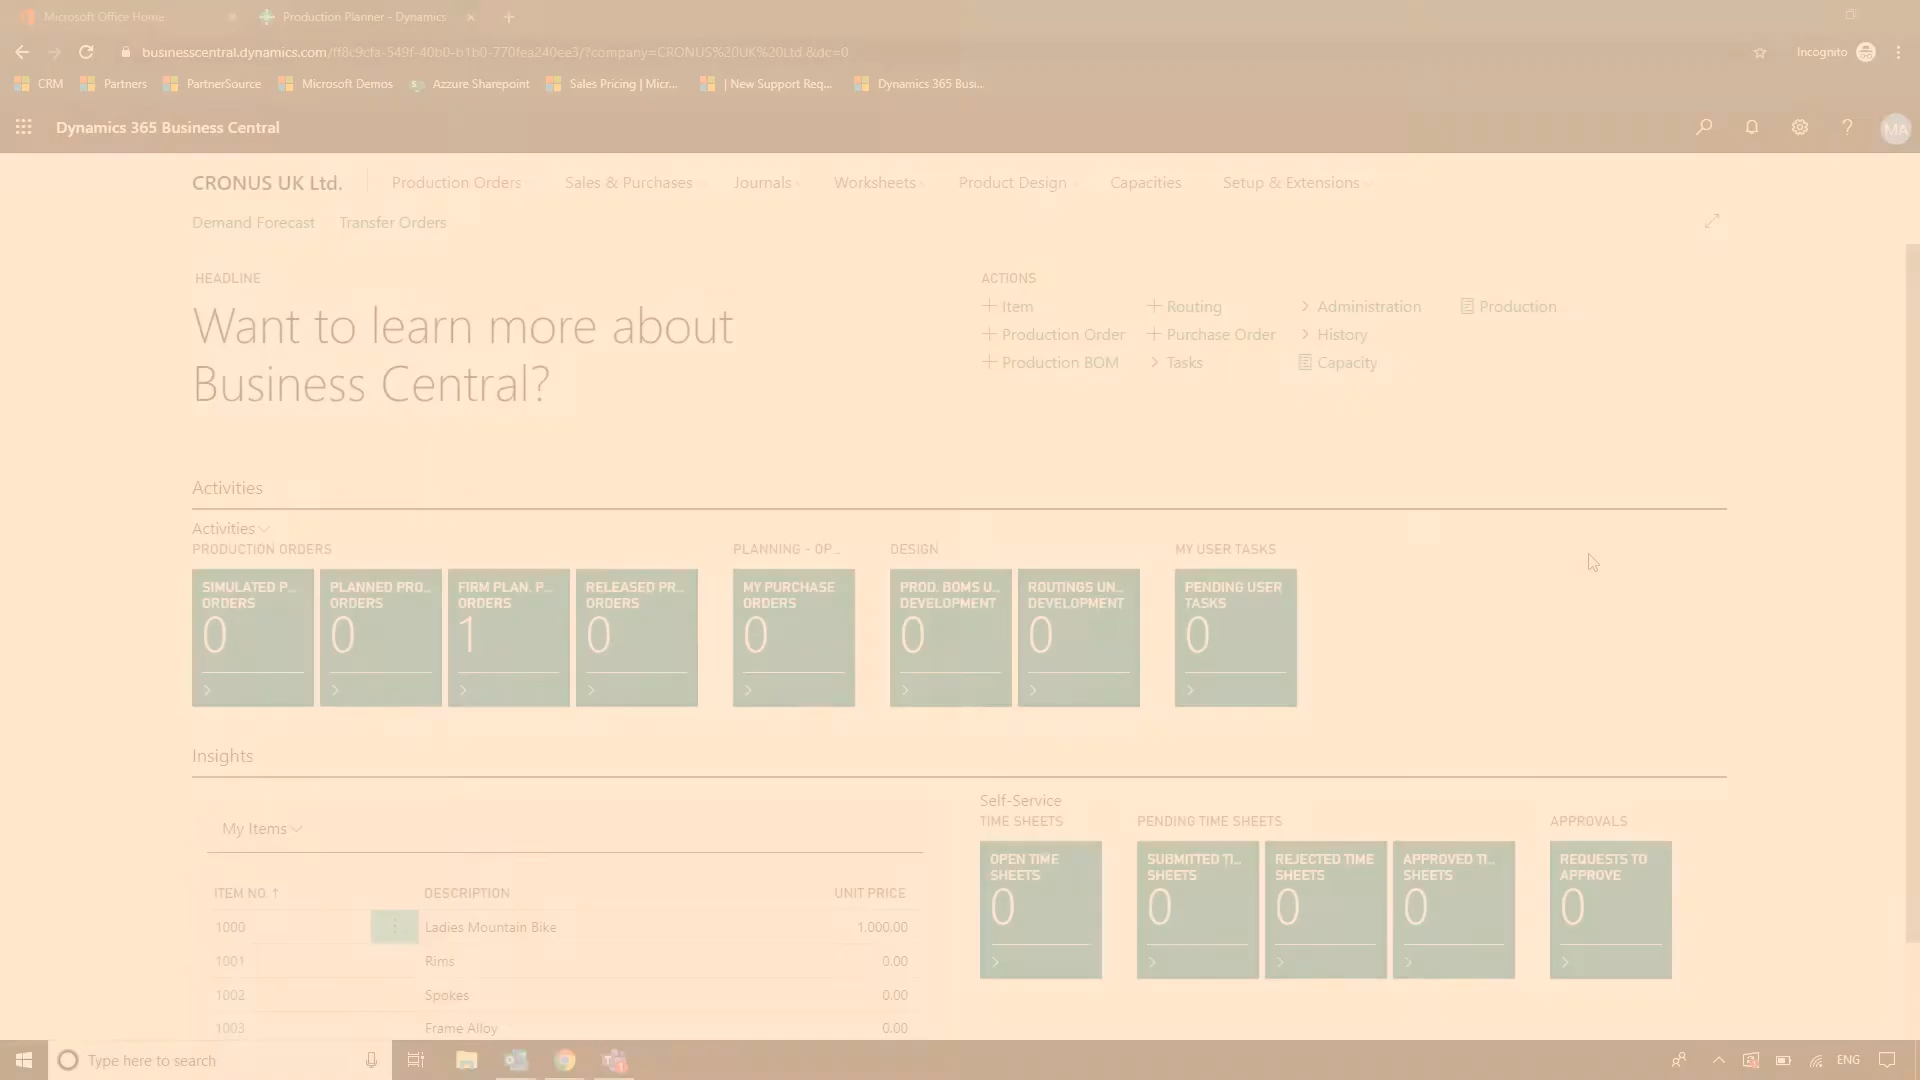 Microsoft Office Home
Production Planner - Dynamics
businesscentral.dynamics.com/ff8c9cfa-549f-40b0-b1b0-770fea240ee3/?company=CRONUS%20UK%20Ltd.&dc=0
Incognito
CRM Partners PartnerSource Microsoft Demos Azzure Sharepoint Sales Pricing | Micr... | New Support Req... Dynamics 365 Busi...
Dynamics 365 Business Central
MA
CRONUS UK Ltd. Production Orders Sales & Purchases Journals Worksheets Product Design Capacities Setup & Extensions
Demand Forecast Transfer Orders
HEADLINE
Want to learn more about
Business Central?
ACTIONS
Item Routing Administration Production
Production Order Purchase Order History
Production BOM Tasks Capacity
Activities
Activities
PRODUCTION ORDERS PLANNING - OP... DESIGN MY USER TASKS
SIMULATED P... ORDERS 0
PLANNED PRO... ORDERS 0
FIRM PLAN. P... ORDERS 1
RELEASED PR... ORDERS 0
MY PURCHASE ORDERS 0
PROD. BOMS U... DEVELOPMENT 0
ROUTINGS UN... DEVELOPMENT 0
PENDING USER TASKS 0
Insights
My Items
ITEM NO. ↑ DESCRIPTION UNIT PRICE
1000 Ladies Mountain Bike 1,000.00
1001 Rims 0.00
1002 Spokes 0.00
1003 Frame Alloy 0.00
Self-Service
TIME SHEETS PENDING TIME SHEETS APPROVALS
OPEN TIME SHEETS 0
SUBMITTED TI... SHEETS 0
REJECTED TIME SHEETS 0
APPROVED TI... SHEETS 0
REQUESTS TO APPROVE 0
Type here to search
ENG